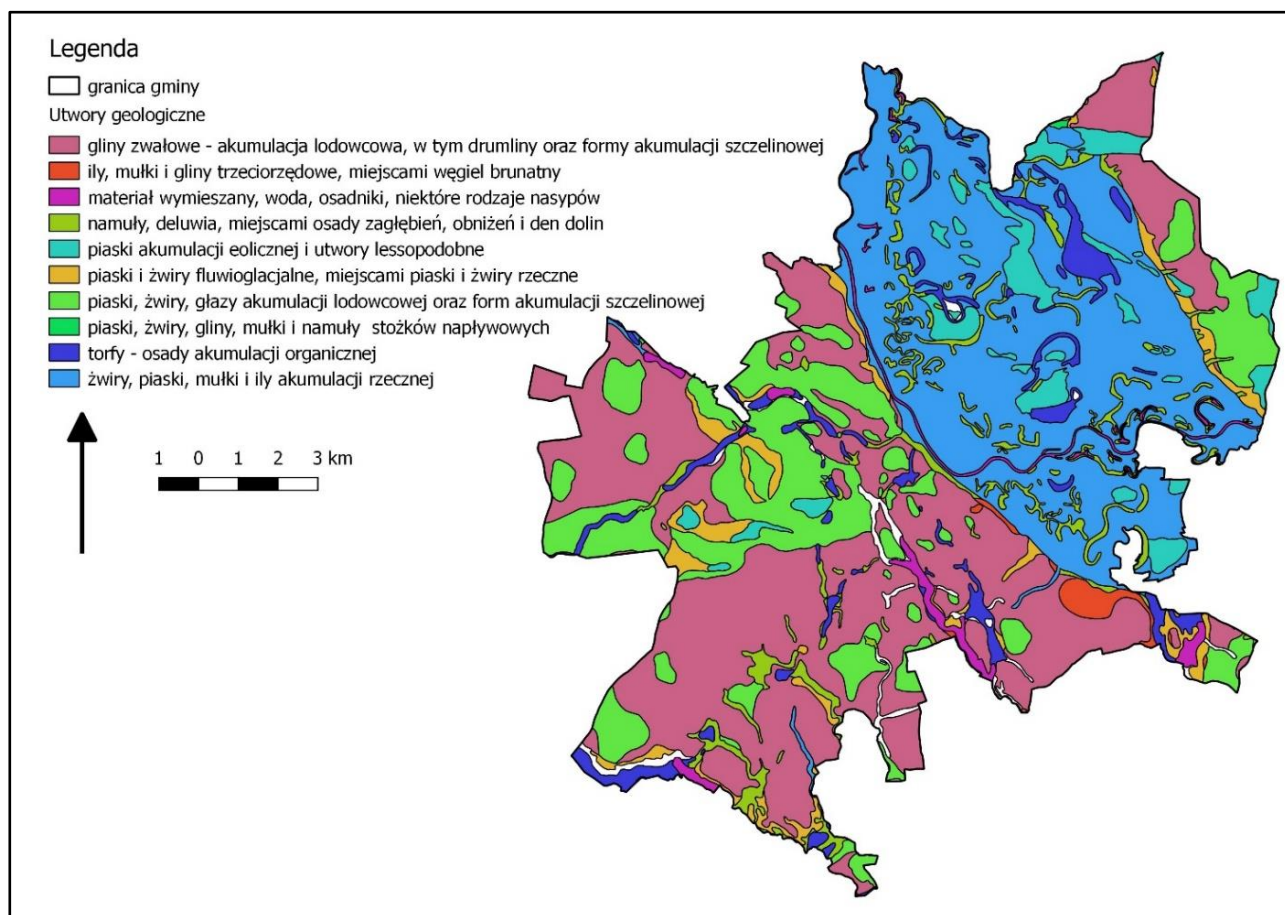 Legenda
granica gminy
Utwory geologiczne
gliny zwałowe - akumulacja lodowcowa, w tym drumliny oraz formy akumulacji szczelinowej
ily, mułki i gliny trzeciorzędowe, miejscami węgiel brunatny
materiał wymieszany, woda, osadniki, niektóre rodzaje nasypów
namuły, deluwia, miejscami osady zagłębień, obniżeń i den dolin
piaski akumulacji eolicznej i utwory lessopodobne
piaski i żwiry fluwioglacjalne, miejscami piaski i żwiry rzeczne
piaski, żwiry, głazy akumulacji lodowcowej oraz form akumulacji szczelinowej
piaski, żwiry, gliny, mułki i namuły stożków napływowych
torfy - osady akumulacji organicznej
żwiry, piaski, mułki i ily akumulacji rzecznej
1 0 1 2 3 km